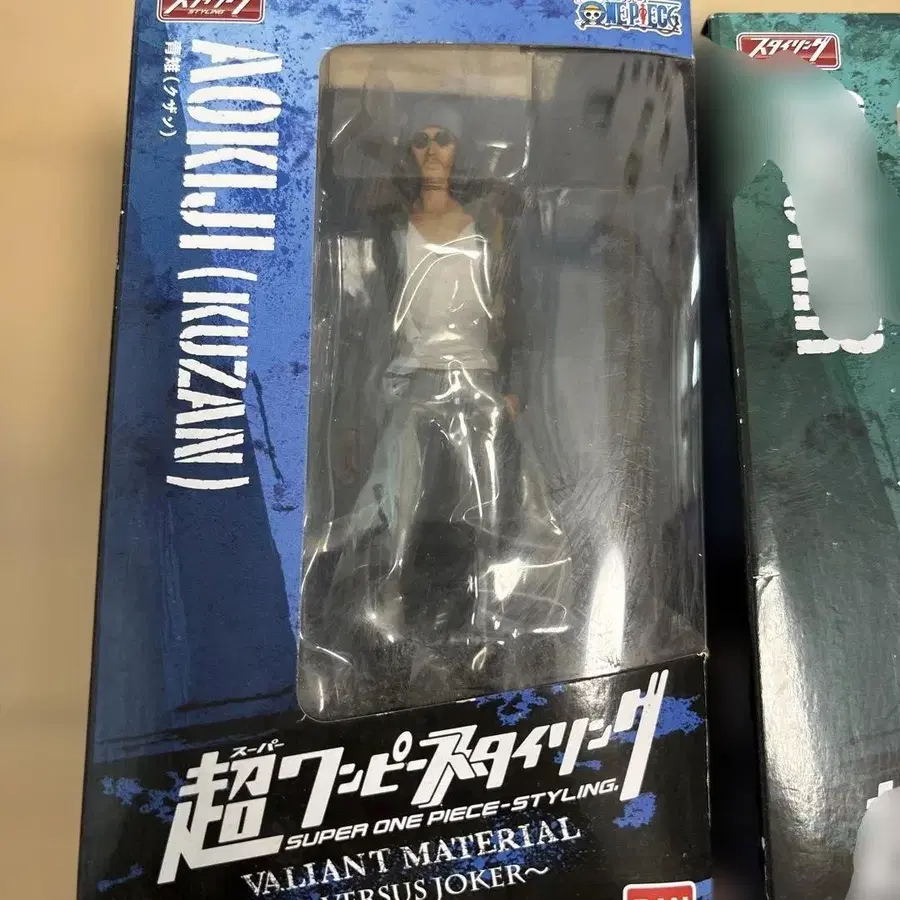 スタイリング
STYLING
ONE PIECE
AOKIJI (KUZAN)
青雉(クザン)
スーパー
超ワンピーススタイリング
SUPER ONE PIECE-STYLING
VALIANT MATERIAL
VERSUS JOKER~
BAN
スタイリング